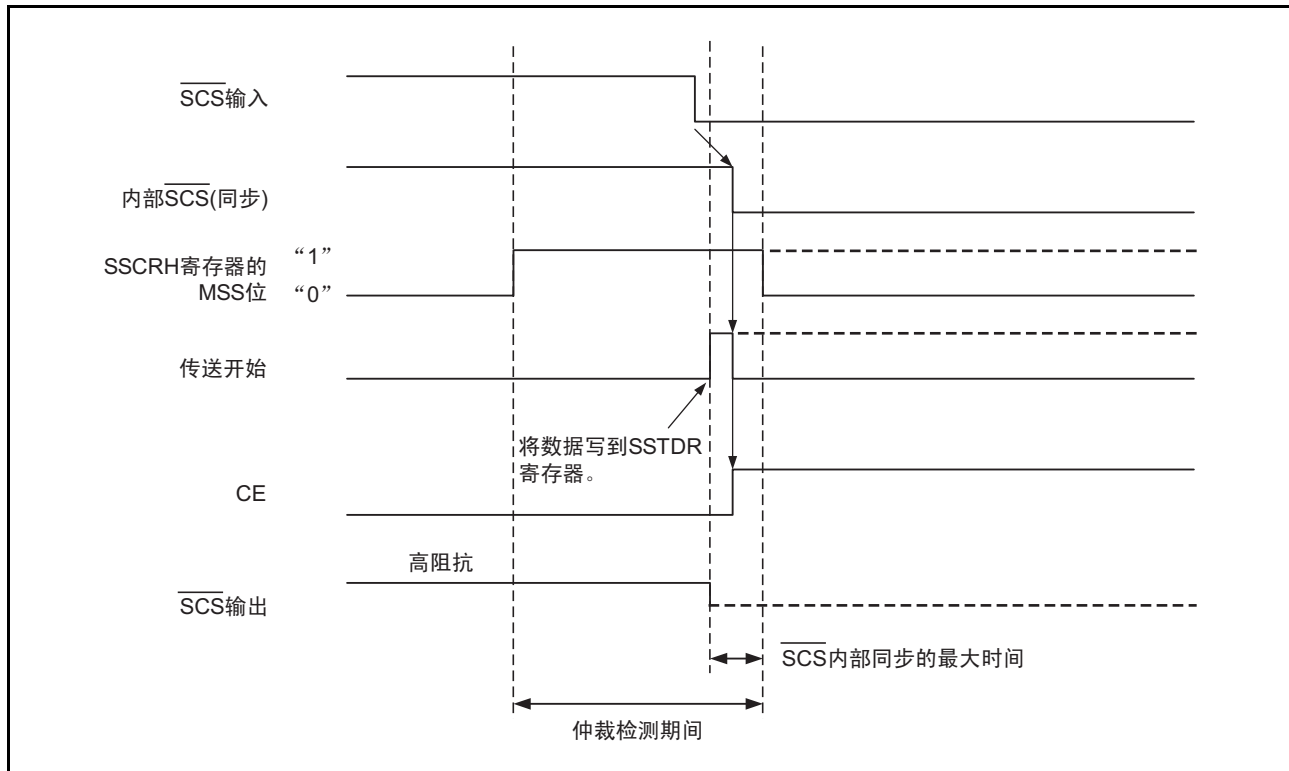 SCS输入
内部SCS(同步)
SSCRH寄存器的
MSS位
“1”
“0”
传送开始
将数据写到SSTDR
寄存器。
CE
高阻抗
SCS输出
SCS内部同步的最大时间
仲裁检测期间